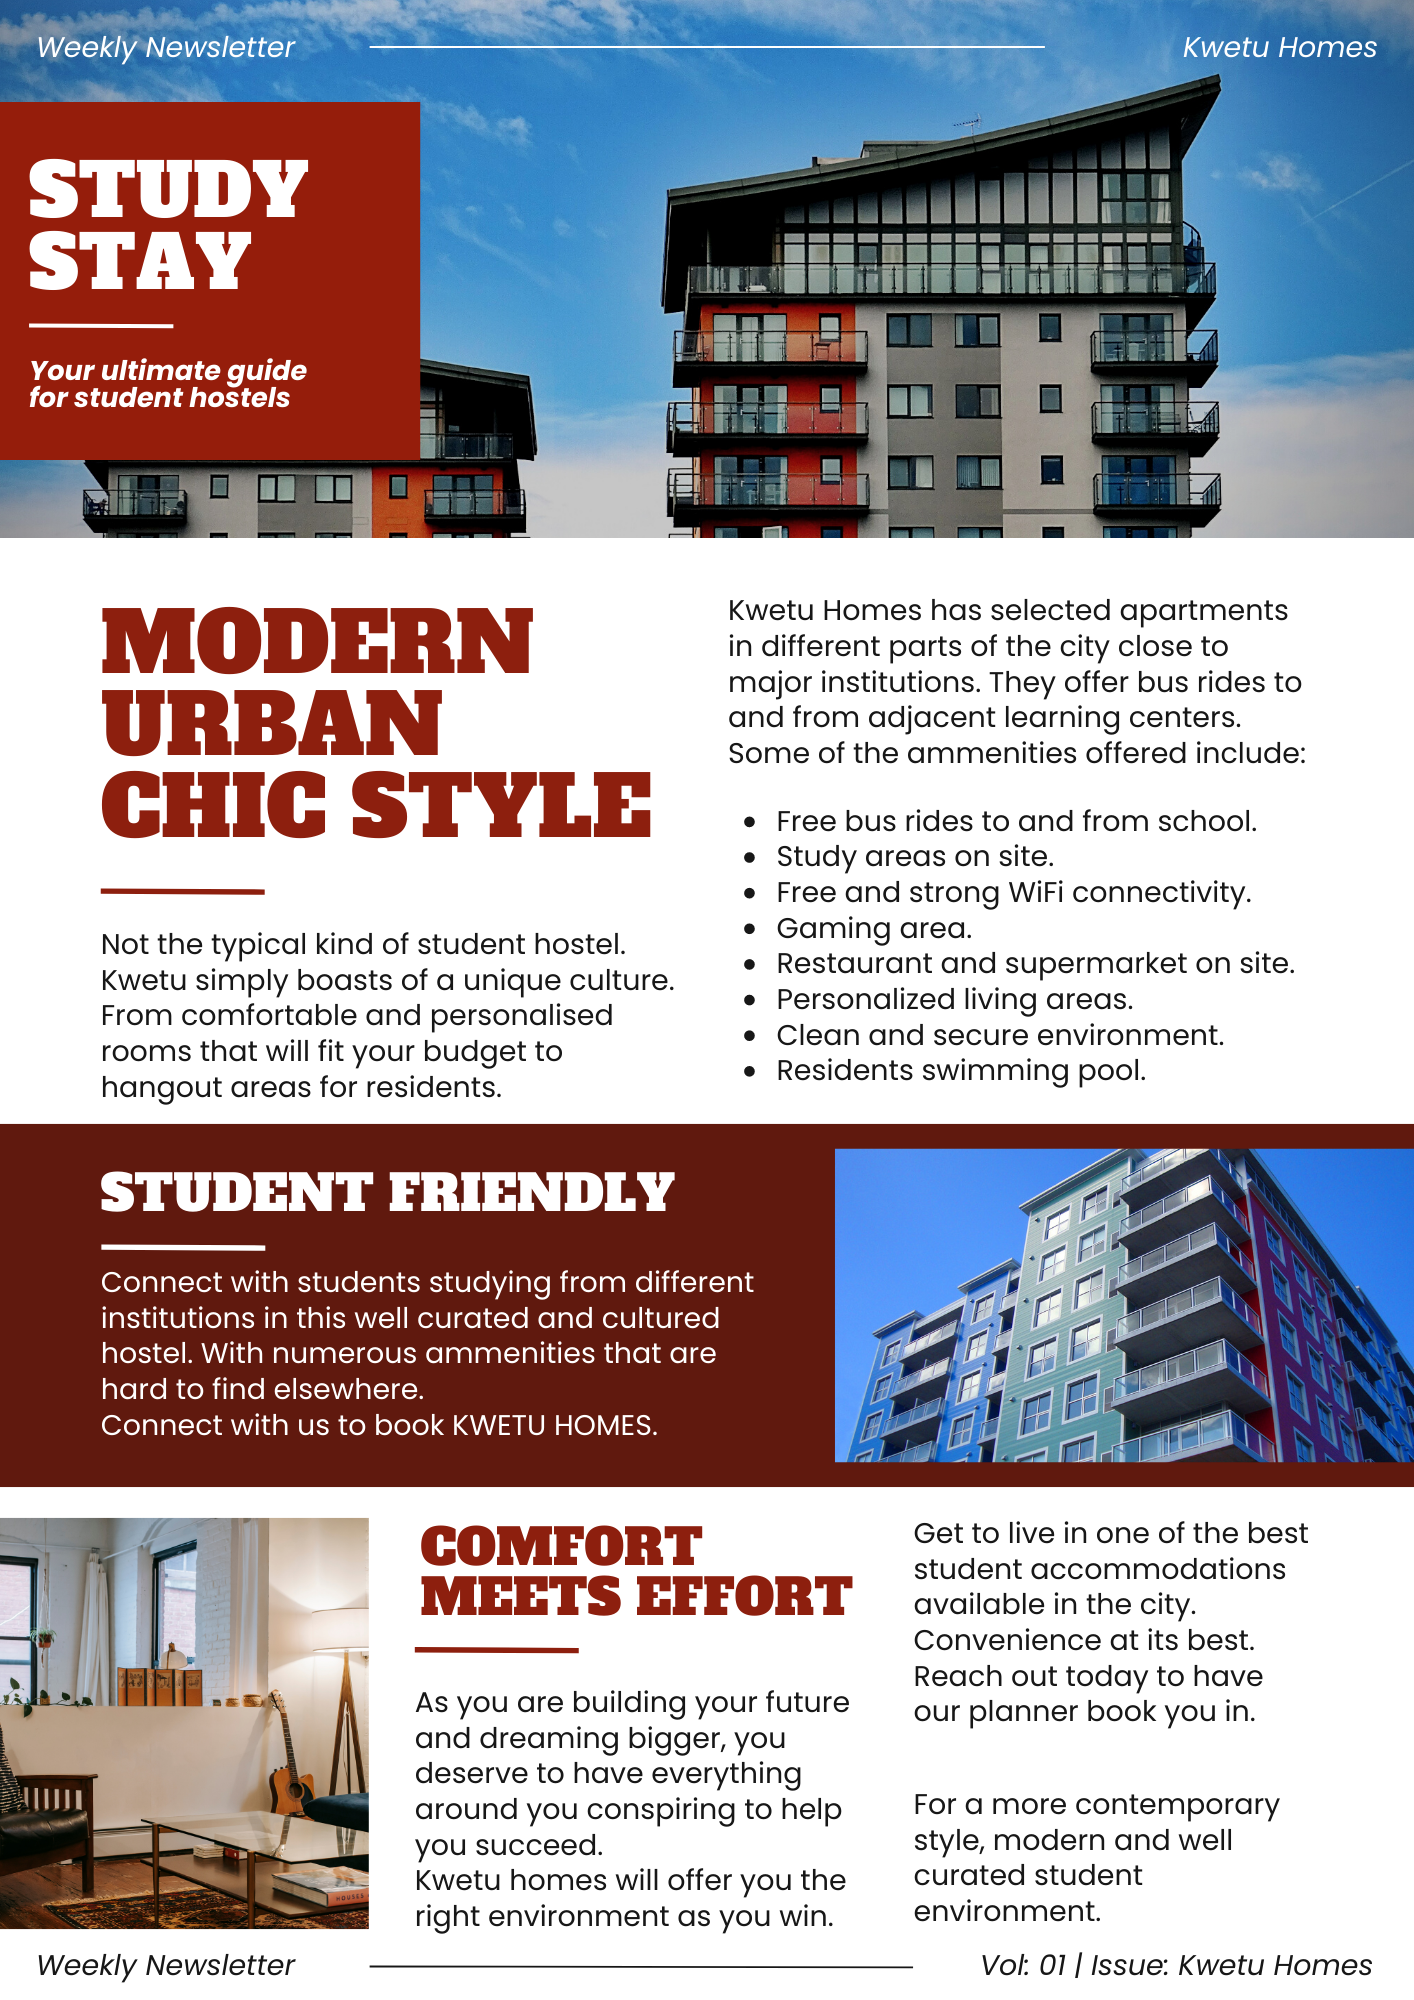 Weekly Newsletter
Kwetu Homes
STUDY
STAY
Your ultimate guide
for student hostels
MODERN
URBAN
CHIC STYLE
Not the typical kind of student hostel.
Kwetu simply boasts of a unique culture.
From comfortable and personalised
rooms that will fit your budget to
hangout areas for residents.
Kwetu Homes has selected apartments
in different parts of the city close to
major institutions. They offer bus rides to
and from adjacent learning centers.
Some of the ammenities offered include:
• Free bus rides to and from school.
• Study areas on site.
• Free and strong WiFi connectivity.
• Gaming area.
• Restaurant and supermarket on site.
• Personalized living areas.
• Clean and secure environment.
• Residents swimming pool.
STUDENT FRIENDLY
Connect with students studying from different
institutions in this well curated and cultured
hostel. With numerous ammenities that are
hard to find elsewhere.
Connect with us to book KWETU HOMES.
COMFORT
MEETS EFFORT
As you are building your future
and dreaming bigger, you
deserve to have everything
around you conspiring to help
you succeed.
Kwetu homes will offer you the
right environment as you win.
Get to live in one of the best
student accommodations
available in the city.
Convenience at its best.
Reach out today to have
our planner book you in.
For a more contemporary
style, modern and well
curated student
environment.
HOUSES
Weekly Newsletter
Vol: 01 | Issue: Kwetu Homes